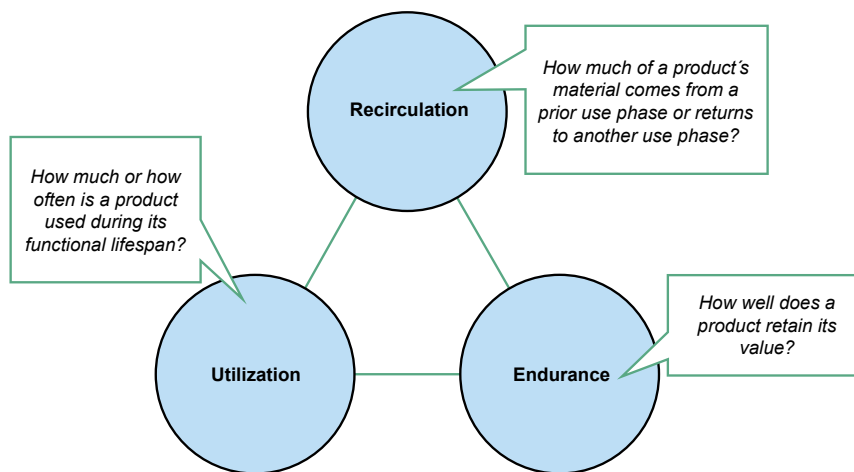 Recirculation
How much of a product´s
material comes from a
prior use phase or returns
to another use phase?
How much or how
often is a product
used during its
functional lifespan?
Utilization
Endurance
How well does a
product retain its
value?